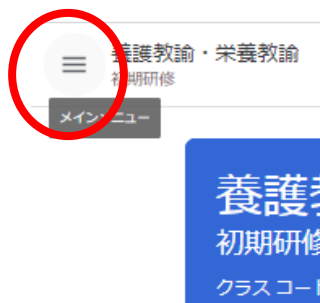 養護教諭・栄養教諭
初期研修
メインメニュー
養護
初期研修
クラス コード